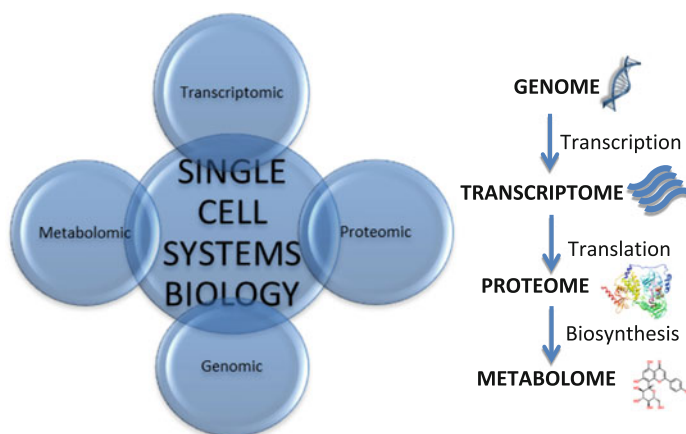 Transcriptomic
SINGLE
CELL
SYSTEMS
BIOLOGY
Metabolomic
Proteomic
Genomic
GENOME
Transcription
TRANSCRIPTOME
Translation
PROTEOME
Biosynthesis
METABOLOME